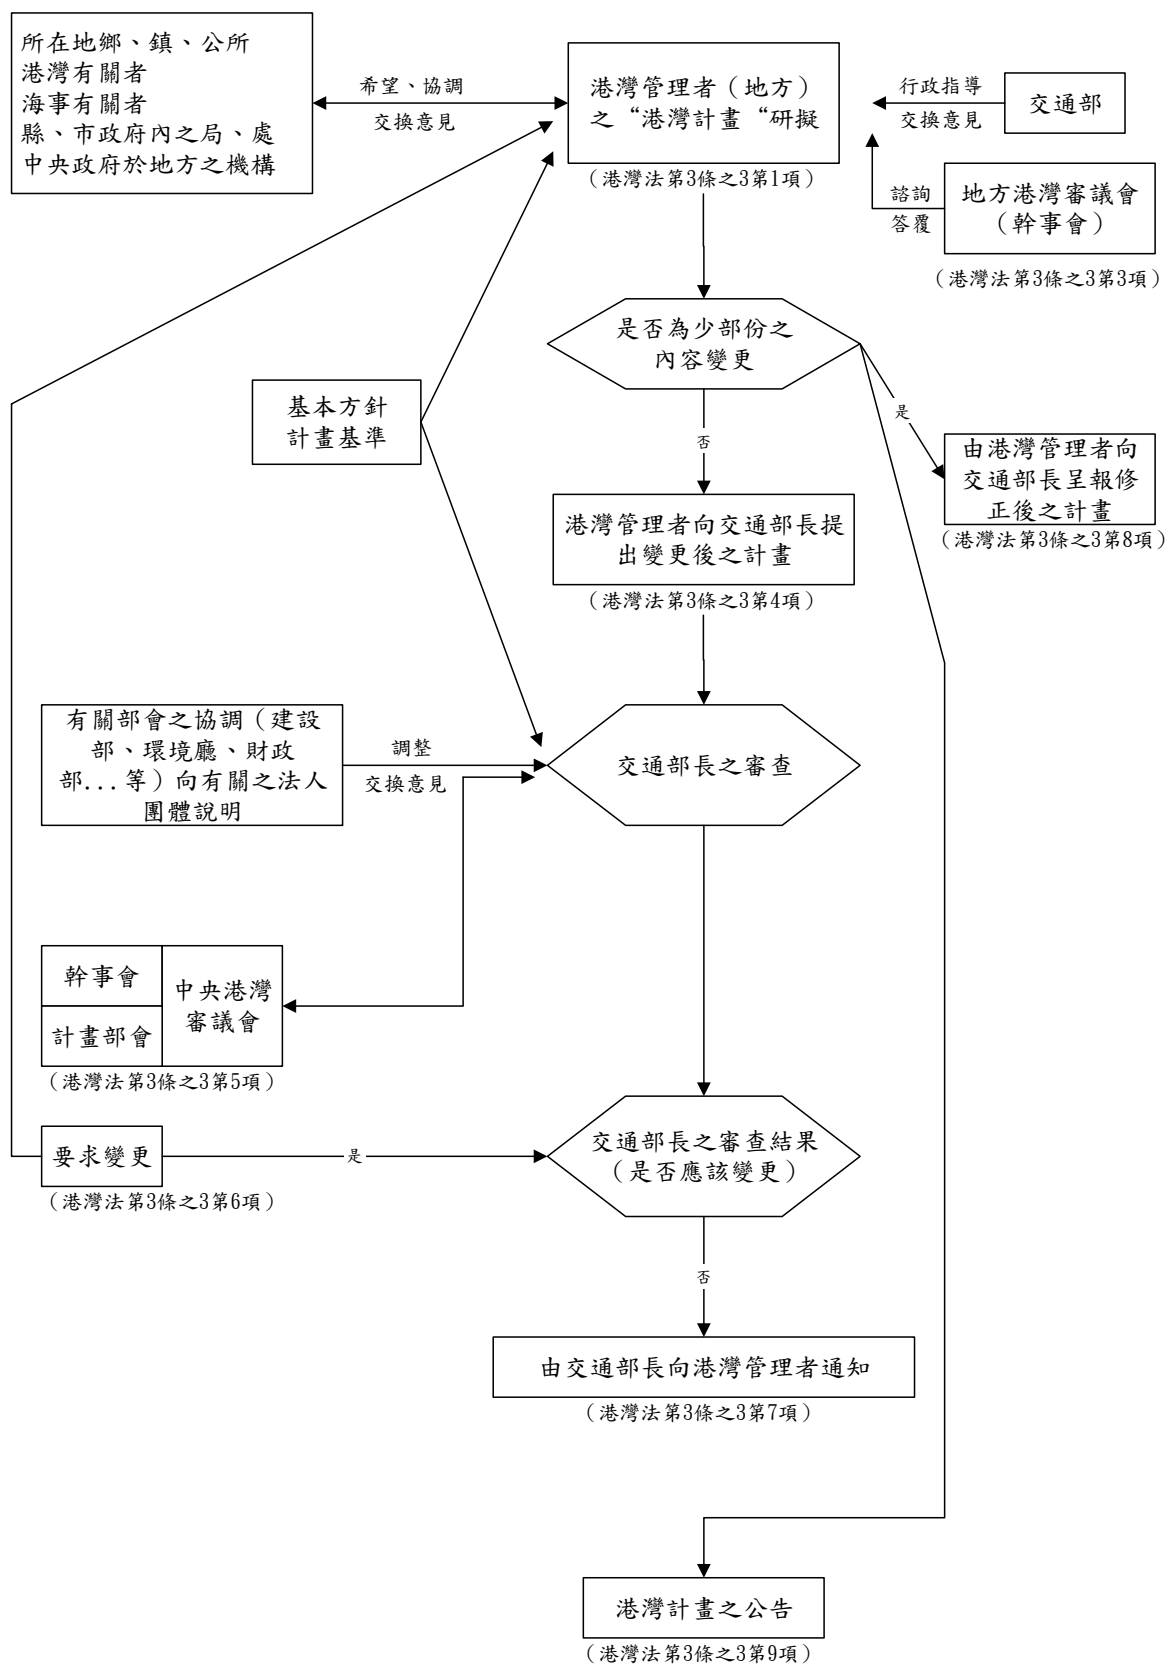 所在地鄉、鎮、公所
港灣有關者
海事有關者
縣、市政府內之局、處
中央政府於地方之機構
希望、協調
交換意見
港灣管理者（地方）
之“港灣計畫“研擬
（港灣法第3條之3第1項）
行政指導
交換意見
交通部
諮詢
答覆
地方港灣審議會
（幹事會）
（港灣法第3條之3第3項）
是否為少部份之
內容變更
基本方針
計畫基準
否
是
由港灣管理者向
交通部長呈報修
正後之計畫
（港灣法第3條之3第8項）
港灣管理者向交通部長提
出變更後之計畫
（港灣法第3條之3第4項）
有關部會之協調（建設
部、環境廳、財政
部...等）向有關之法人
團體說明
調整
交換意見
交通部長之審查
幹事會
計畫部會
中央港灣
審議會
（港灣法第3條之3第5項）
要求變更
（港灣法第3條之3第6項）
是
交通部長之審查結果
（是否應該變更）
否
由交通部長向港灣管理者通知
（港灣法第3條之3第7項）
港灣計畫之公告
（港灣法第3條之3第9項）